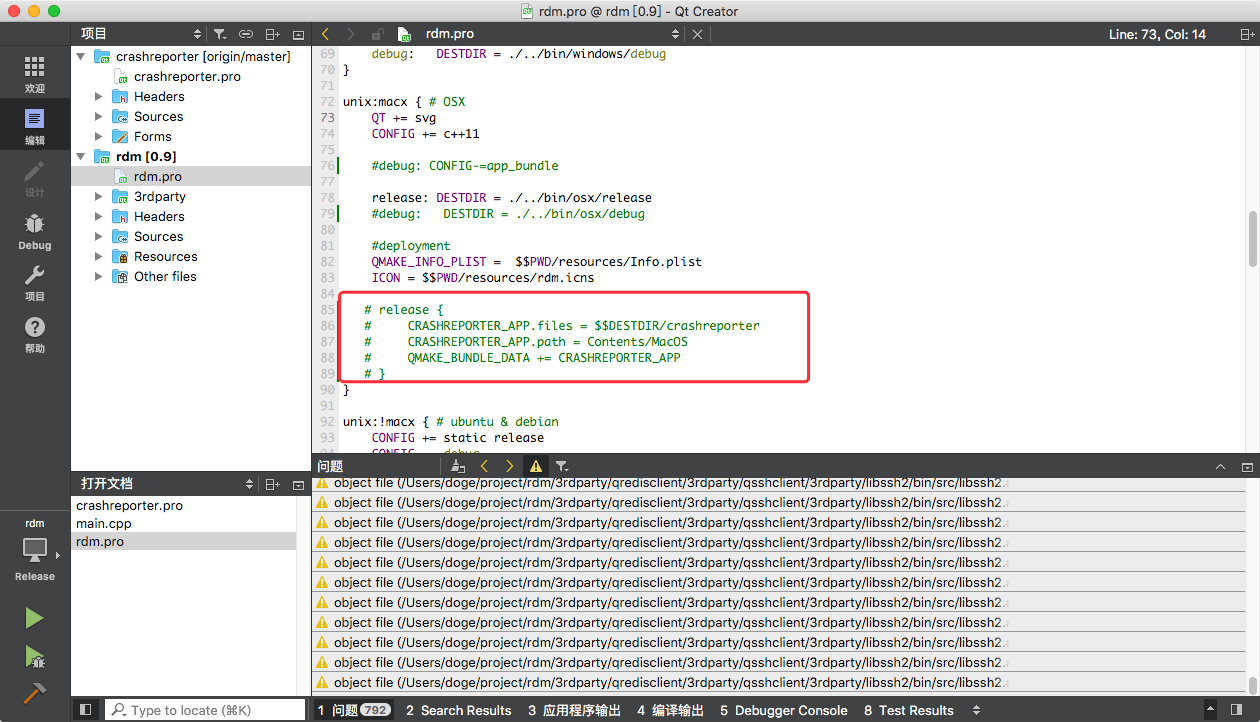 rdm.pro @ rdm [0.9] - Qt Creator
项目
rdm.pro
Line: 73, Col: 14
欢迎
编辑
设计
Debug
项目
帮助
rdm
Release
crashreporter [origin/master]
crashreporter.pro
Headers
Sources
Forms
rdm [0.9]
rdm.pro
3rdparty
Headers
Sources
Resources
Other files
打开文档
crashreporter.pro
main.cpp
rdm.pro
69 debug: DESTDIR = ./../bin/windows/debug
70 }
71
72 unix:macx { # OSX
73 QT += svg
74 CONFIG += c++11
75
76 #debug: CONFIG-=app_bundle
77
78 release: DESTDIR = ./../bin/osx/release
79 #debug: DESTDIR = ./../bin/osx/debug
80
81 #deployment
82 QMAKE_INFO_PLIST = $$PWD/resources/Info.plist
83 ICON = $$PWD/resources/rdm.icns
84
85 # release {
86 # CRASHREPORTER_APP.files = $$DESTDIR/crashreporter
87 # CRASHREPORTER_APP.path = Contents/MacOS
88 # QMAKE_BUNDLE_DATA += CRASHREPORTER_APP
89 # }
90 }
91
92 unix:!macx { # ubuntu & debian
93 CONFIG += static release
问题
object file (/Users/doge/project/rdm/3rdparty/qredisclient/3rdparty/qsshclient/3rdparty/libssh2/bin/src/libssh2.
object file (/Users/doge/project/rdm/3rdparty/qredisclient/3rdparty/qsshclient/3rdparty/libssh2/bin/src/libssh2.
object file (/Users/doge/project/rdm/3rdparty/qredisclient/3rdparty/qsshclient/3rdparty/libssh2/bin/src/libssh2.
object file (/Users/doge/project/rdm/3rdparty/qredisclient/3rdparty/qsshclient/3rdparty/libssh2/bin/src/libssh2.
object file (/Users/doge/project/rdm/3rdparty/qredisclient/3rdparty/qsshclient/3rdparty/libssh2/bin/src/libssh2.
object file (/Users/doge/project/rdm/3rdparty/qredisclient/3rdparty/qsshclient/3rdparty/libssh2/bin/src/libssh2.
object file (/Users/doge/project/rdm/3rdparty/qredisclient/3rdparty/qsshclient/3rdparty/libssh2/bin/src/libssh2.
object file (/Users/doge/project/rdm/3rdparty/qredisclient/3rdparty/qsshclient/3rdparty/libssh2/bin/src/libssh2.
object file (/Users/doge/project/rdm/3rdparty/qredisclient/3rdparty/qsshclient/3rdparty/libssh2/bin/src/libssh2.
object file (/Users/doge/project/rdm/3rdparty/qredisclient/3rdparty/qsshclient/3rdparty/libssh2/bin/src/libssh2.
object file (/Users/doge/project/rdm/3rdparty/qredisclient/3rdparty/qsshclient/3rdparty/libssh2/bin/src/libssh2.
Type to locate (⌘K)
1 问题 792 2 Search Results 3 应用程序输出 4 编译输出 5 Debugger Console 8 Test Results